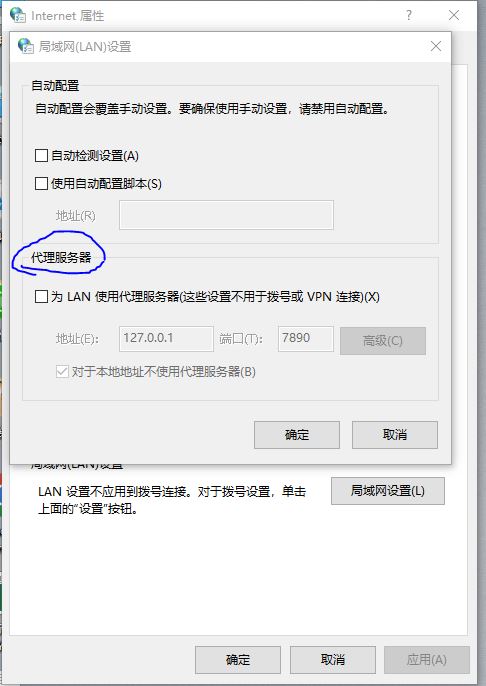 Internet 属性
局域网(LAN)设置
自动配置
自动配置会覆盖手动设置。要确保使用手动设置，请禁用自动配置。
自动检测设置(A)
使用自动配置脚本(S)
地址(R)
代理服务器
为 LAN 使用代理服务器(这些设置不用于拨号或 VPN 连接)(X)
地址(E): 127.0.0.1 端口(T): 7890 高级(C)
对于本地地址不使用代理服务器(B)
确定 取消
局域网(LAN)设置
LAN 设置不应用到拨号连接。对于拨号设置，单击 局域网设置(L)
上面的“设置”按钮。
确定 取消 应用(A)